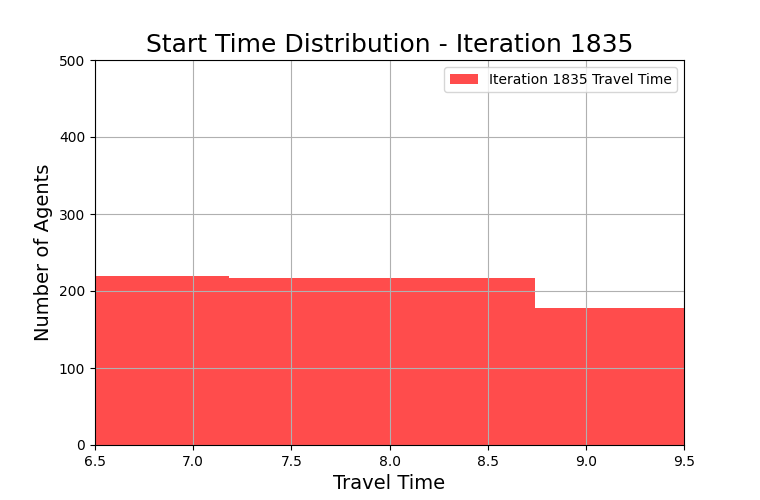 Start Time Distribution - Iteration 1835
Iteration 1835 Travel Time
Number of Agents
500
400
300
200
100
0
6.5 7.0 7.5 8.0 8.5 9.0 9.5
Travel Time